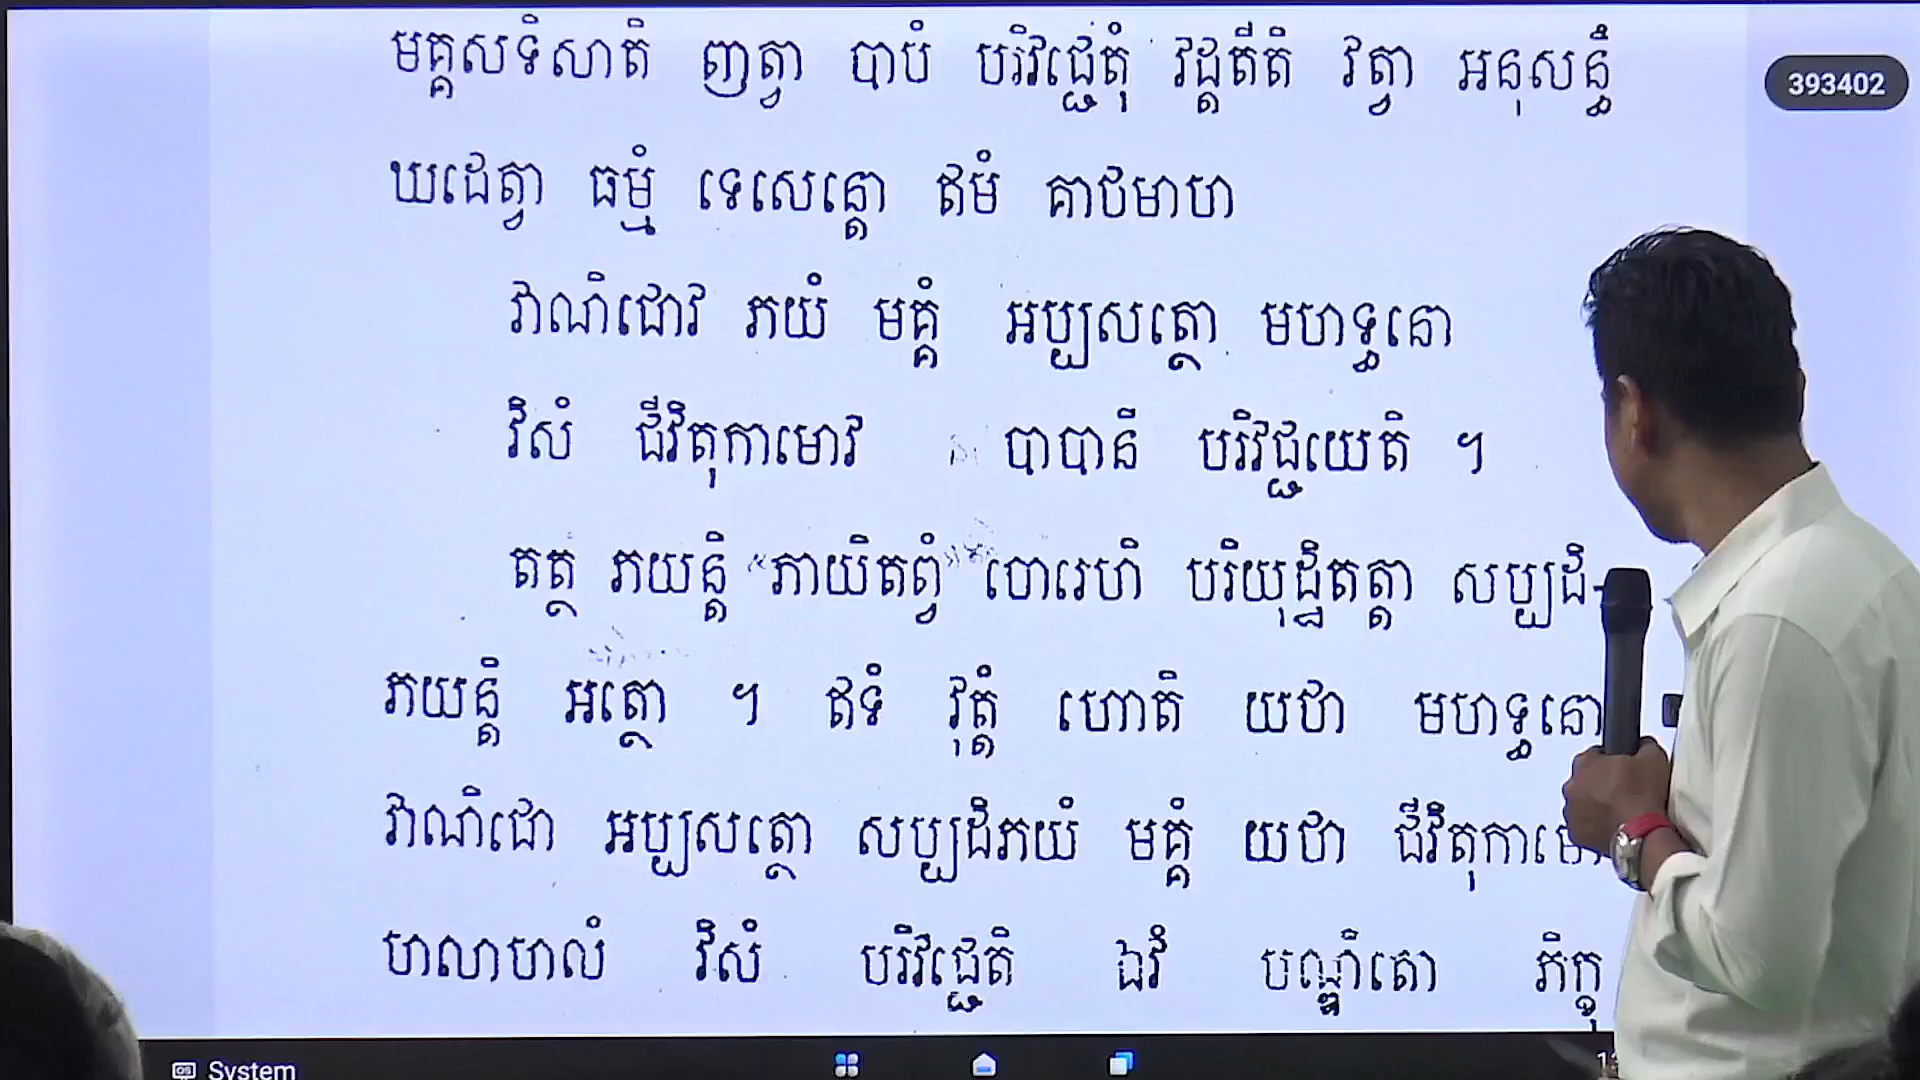 មគ្គសទិសាតិ ញត្វា បាបំ បរិវជ្ជេតុំ វដ្តតីតិ វត្វា អនុសន្ធឹ
393402
ឃដេត្វា ធម្មំ ទេសេន្តោ ឥមំ គាថមាហ
វាណិជោវ ភយំ មគ្គំ អប្បសត្ថោ មហទ្ធនោ
វិសំ ជីវិតុកាមោវ បាបានិ បរិវជ្ជយេតិ ។
តត្ថ ភយន្តិ “ភាយិតព្វំ” ចោរេហិ បរិយុដ្ឋិតត្តា សប្បដិ-
ភយន្តិ អត្ថោ ។ ឥទំ វុត្តំ ហោតិ យថា មហទ្ធនោ
វាណិជោ អប្បសត្ថោ សប្បដិភយំ មគ្គំ យថា ជីវិតុកាមោ
ហលាហលំ វិសំ បរិវជ្ជេតិ ឯវំ បណ្ឌិតោ ភិក្ខុ
System